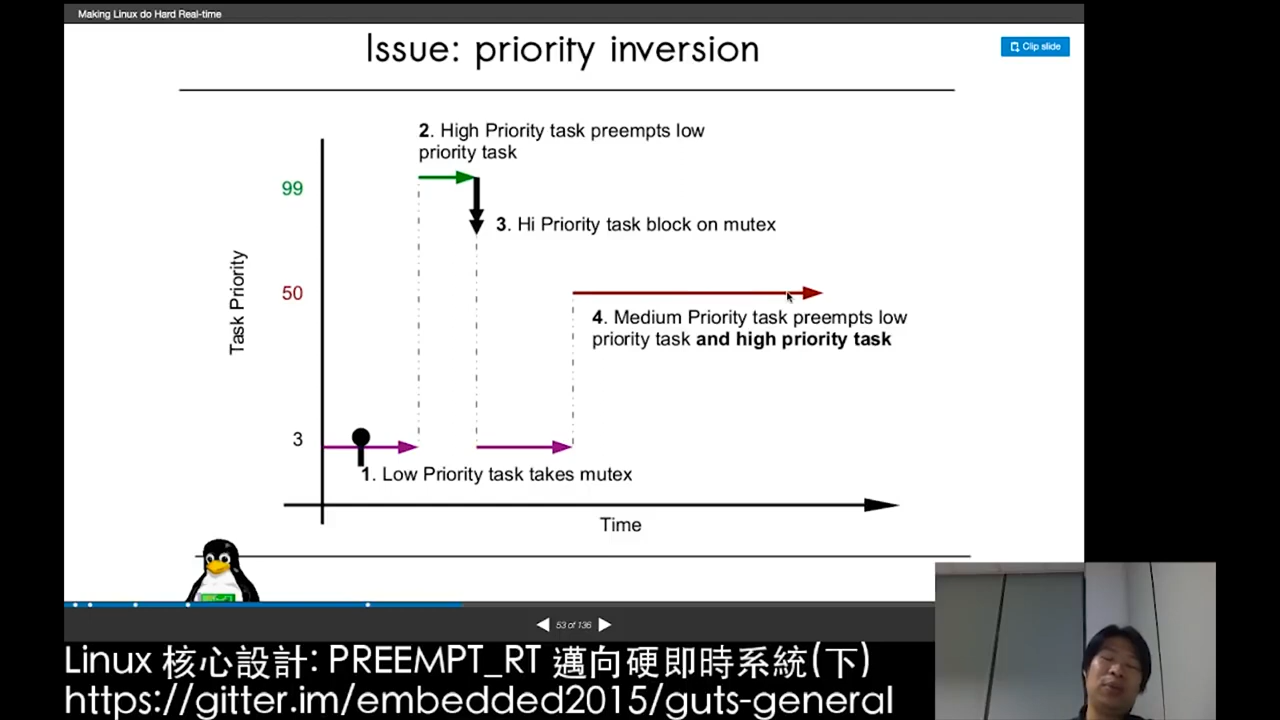 Making Linux do Hard Real-time
Issue: priority inversion
Clip slide
2. High Priority task preempts low
priority task
99
3. Hi Priority task block on mutex
Task Priority
50
4. Medium Priority task preempts low
priority task and high priority task
3
1. Low Priority task takes mutex
Time
53 of 136
Linux 核心設計: PREEMPT_RT 邁向硬即時系統(下)
https://gitter.im/embedded2015/guts-general